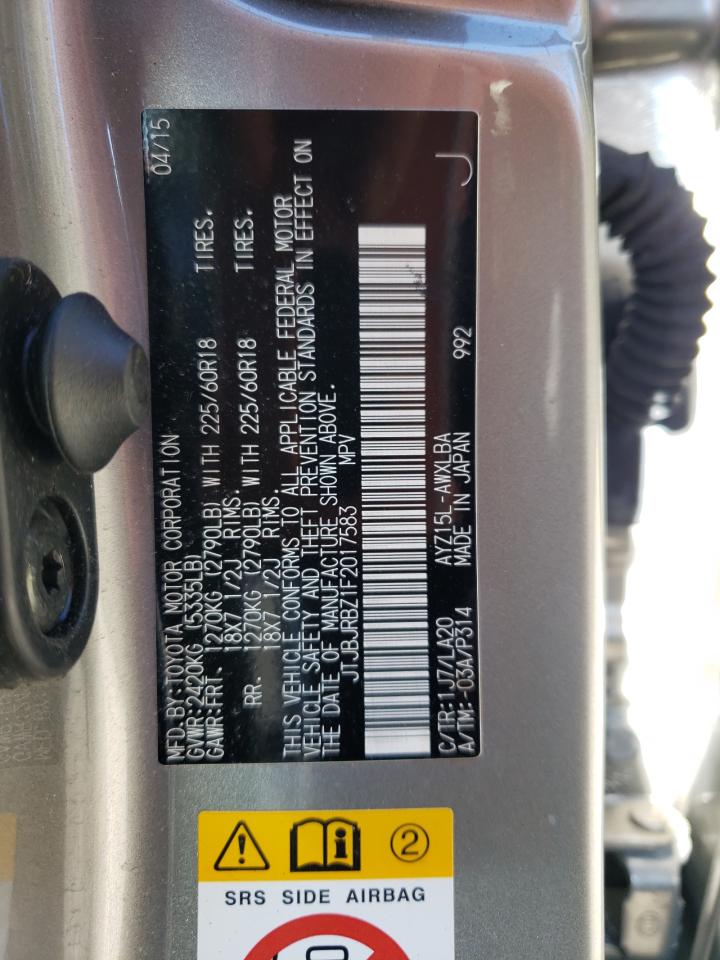 MFD.BY:TOYOTA MOTOR CORPORATION 04/15
GVWR:2420KG (5335LB)
GAWR:FRT. 1270KG (2790LB) WITH 225/60R18 TIRES.
18X7 1/2J RIMS.
RR. 1270KG (2790LB) WITH 225/60R18 TIRES.
18X7 1/2J RIMS.
THIS VEHICLE CONFORMS TO ALL APPLICABLE FEDERAL MOTOR
VEHICLE SAFETY AND THEFT PREVENTION STANDARDS IN EFFECT ON
THE DATE OF MANUFACTURE SHOWN ABOVE.
JTJBJRBZ1F2017583 MPV
C/TR:1J7/LA20 AYZ15L-AWXLBA 992
A/TM:-03A/P314 MADE IN JAPAN J
2
SRS SIDE AIRBAG